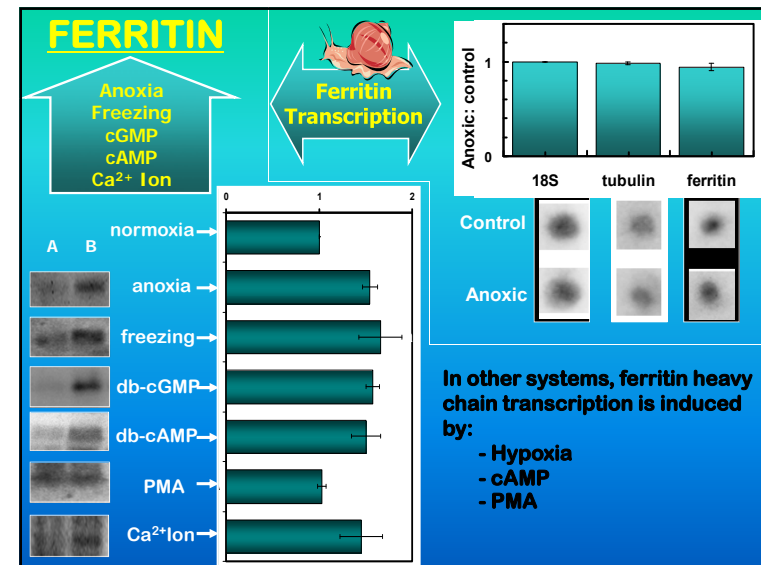 FERRITIN
Anoxia
Freezing
cGMP
cAMP
Ca²⁺ Ion
Ferritin
Transcription
Anoxic: control
1
0
18S tubulin ferritin
Control
Anoxic
0 1 2
A B
normoxia
anoxia
freezing
db-cGMP
db-cAMP
PMA
Ca²⁺Ion
In other systems, ferritin heavy
chain transcription is induced
by:
- Hypoxia
- cAMP
- PMA